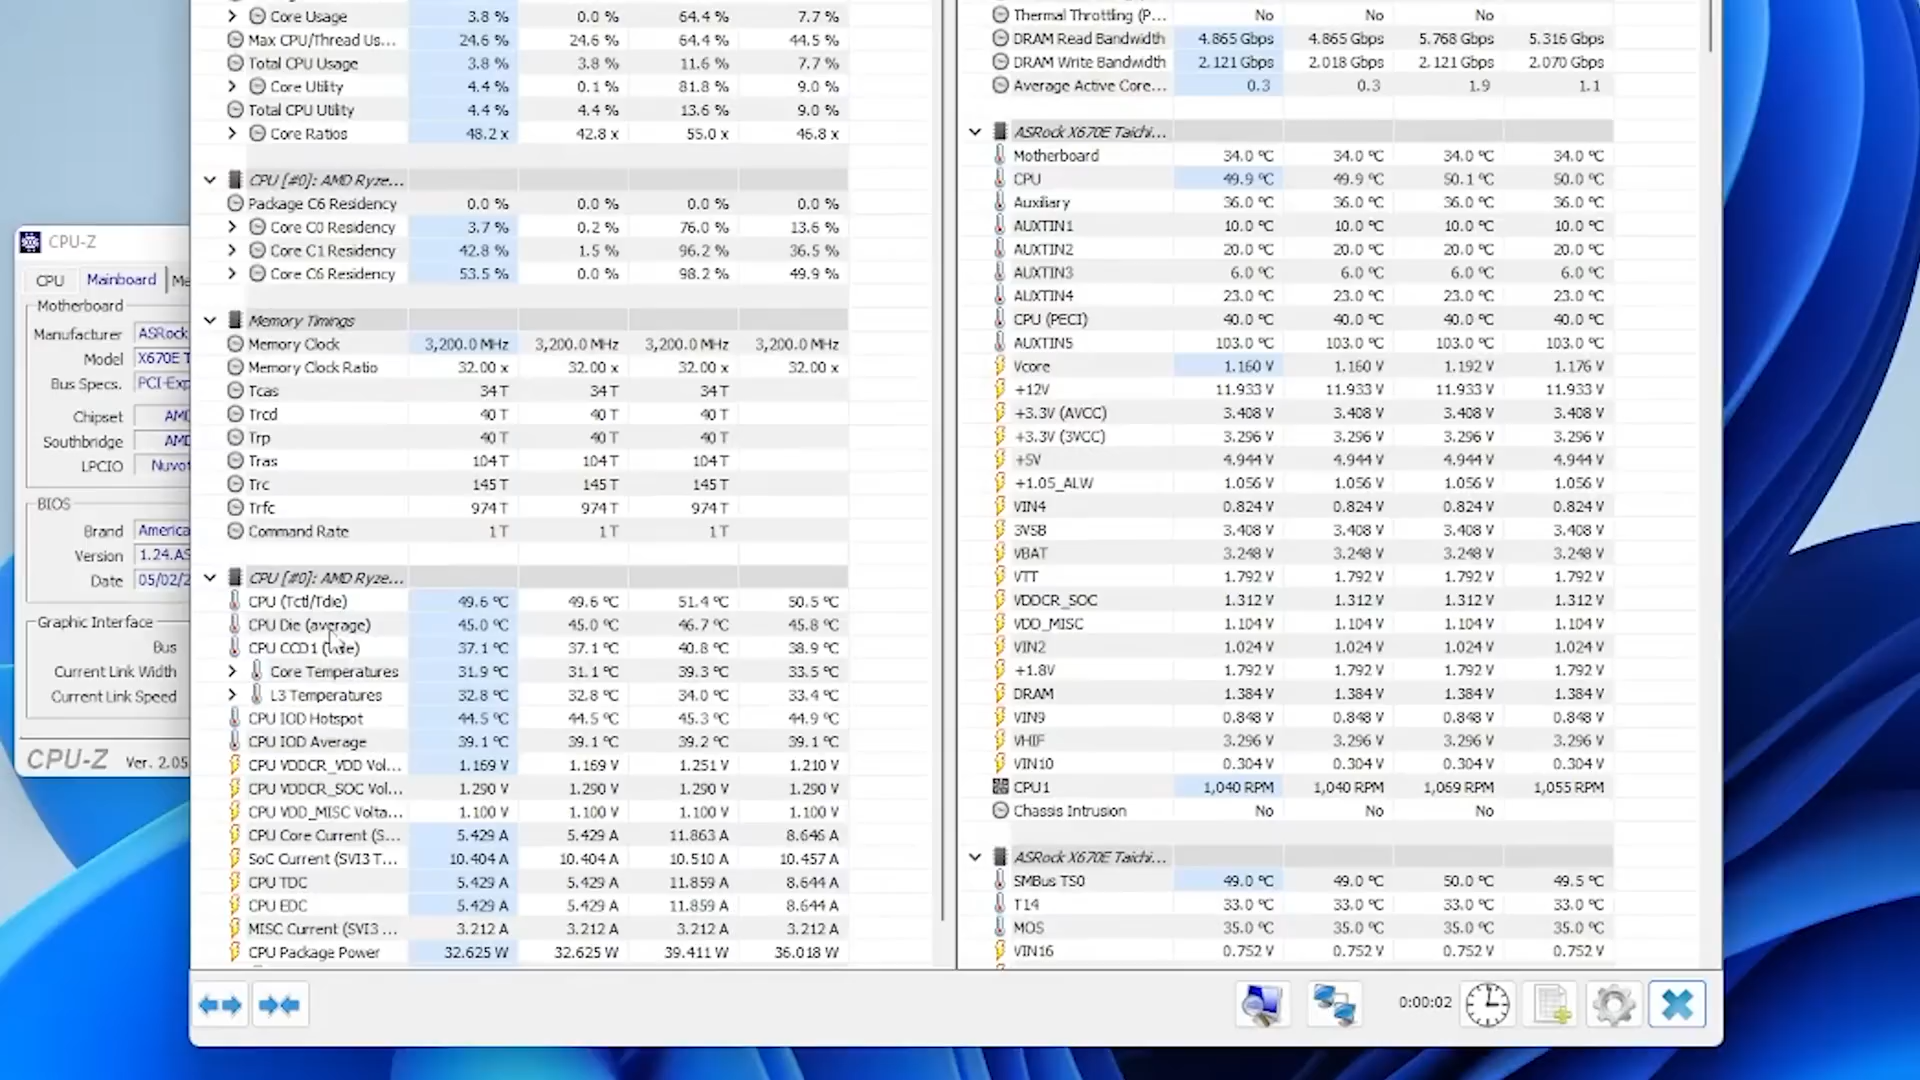 CPU-Z
CPU Mainboard Me
Motherboard
Manufacturer ASRock
Model X670E T
Bus Specs. PCI-Exp
Chipset AMD
Southbridge AMD
LPCIO Nuvot
BIOS
Brand America
Version 1.24.AS
Date 05/02/2
Graphic Interface
Bus
Current Link Width
Current Link Speed
CPU-Z Ver. 2.05
Core Usage 3.8 % 0.0 % 64.4 % 7.7 %
Max CPU/Thread Us... 24.6 % 24.6 % 64.4 % 44.5 %
Total CPU Usage 3.8 % 3.8 % 11.6 % 7.7 %
Core Utility 4.4 % 0.1 % 81.8 % 9.0 %
Total CPU Utility 4.4 % 4.4 % 13.6 % 9.0 %
Core Ratios 48.2 x 42.8 x 55.0 x 46.8 x
CPU [#0]: AMD Ryze...
Package C6 Residency 0.0 % 0.0 % 0.0 % 0.0 %
Core C0 Residency 3.7 % 0.2 % 76.0 % 13.6 %
Core C1 Residency 42.8 % 1.5 % 96.2 % 36.5 %
Core C6 Residency 53.5 % 0.0 % 98.2 % 49.9 %
Memory Timings
Memory Clock 3,200.0 MHz 3,200.0 MHz 3,200.0 MHz 3,200.0 MHz
Memory Clock Ratio 32.00 x 32.00 x 32.00 x 32.00 x
Tcas 34 T 34 T 34 T
Trcd 40 T 40 T 40 T
Trp 40 T 40 T 40 T
Tras 104 T 104 T 104 T
Trc 145 T 145 T 145 T
Trfc 974 T 974 T 974 T
Command Rate 1 T 1 T 1 T
CPU [#0]: AMD Ryze...
CPU (Tctl/Tdie) 49.6 °C 49.6 °C 51.4 °C 50.5 °C
CPU Die (average) 45.0 °C 45.0 °C 46.7 °C 45.8 °C
CPU CCD1 37.1 °C 37.1 °C 40.8 °C 38.9 °C
Core Temperatures 31.9 °C 31.1 °C 39.3 °C 33.5 °C
L3 Temperatures 32.8 °C 32.8 °C 34.0 °C 33.4 °C
CPU IOD Hotspot 44.5 °C 44.5 °C 45.3 °C 44.9 °C
CPU IOD Average 39.1 °C 39.1 °C 39.2 °C 39.1 °C
CPU VDDCR_VDD Vol... 1.169 V 1.169 V 1.251 V 1.210 V
CPU VDDCR_SOC Vol... 1.290 V 1.290 V 1.290 V 1.290 V
CPU VDD_MISC Volta... 1.100 V 1.100 V 1.100 V 1.100 V
CPU Core Current (S... 5.429 A 5.429 A 11.863 A 8.646 A
SoC Current (SVI3 T... 10.404 A 10.404 A 10.510 A 10.457 A
CPU TDC 5.429 A 5.429 A 11.859 A 8.644 A
CPU EDC 5.429 A 5.429 A 11.859 A 8.644 A
MISC Current (SVI3 ... 3.212 A 3.212 A 3.212 A 3.212 A
CPU Package Power 32.625 W 32.625 W 39.411 W 36.018 W
Thermal Throttling (P... No No No
DRAM Read Bandwidth 4.865 Gbps 4.865 Gbps 5.768 Gbps 5.316 Gbps
DRAM Write Bandwidth 2.121 Gbps 2.018 Gbps 2.121 Gbps 2.070 Gbps
Average Active Core... 0.3 0.3 1.9 1.1
ASRock X670E Taichi...
Motherboard 34.0 °C 34.0 °C 34.0 °C 34.0 °C
CPU 49.9 °C 49.9 °C 50.1 °C 50.0 °C
Auxiliary 36.0 °C 36.0 °C 36.0 °C 36.0 °C
AUXTIN1 10.0 °C 10.0 °C 10.0 °C 10.0 °C
AUXTIN2 20.0 °C 20.0 °C 20.0 °C 20.0 °C
AUXTIN3 6.0 °C 6.0 °C 6.0 °C 6.0 °C
AUXTIN4 23.0 °C 23.0 °C 23.0 °C 23.0 °C
CPU (PECI) 40.0 °C 40.0 °C 40.0 °C 40.0 °C
AUXTIN5 103.0 °C 103.0 °C 103.0 °C 103.0 °C
Vcore 1.160 V 1.160 V 1.192 V 1.176 V
+12V 11.933 V 11.933 V 11.933 V 11.933 V
+3.3V (AVCC) 3.408 V 3.408 V 3.408 V 3.408 V
+3.3V (3VCC) 3.296 V 3.296 V 3.296 V 3.296 V
+5V 4.944 V 4.944 V 4.944 V 4.944 V
+1.05_ALW 1.056 V 1.056 V 1.056 V 1.056 V
VIN4 0.824 V 0.824 V 0.824 V 0.824 V
3VSB 3.408 V 3.408 V 3.408 V 3.408 V
VBAT 3.248 V 3.248 V 3.248 V 3.248 V
VTT 1.792 V 1.792 V 1.792 V 1.792 V
VDDCR_SOC 1.312 V 1.312 V 1.312 V 1.312 V
VDD_MISC 1.104 V 1.104 V 1.104 V 1.104 V
VIN2 1.024 V 1.024 V 1.024 V 1.024 V
+1.8V 1.792 V 1.792 V 1.792 V 1.792 V
DRAM 1.384 V 1.384 V 1.384 V 1.384 V
VIN9 0.848 V 0.848 V 0.848 V 0.848 V
VHIF 3.296 V 3.296 V 3.296 V 3.296 V
VIN10 0.304 V 0.304 V 0.304 V 0.304 V
CPU1 1,040 RPM 1,040 RPM 1,069 RPM 1,055 RPM
Chassis Intrusion No No No
ASRock X670E Taichi...
SMBus TS0 49.0 °C 49.0 °C 50.0 °C 49.5 °C
T14 33.0 °C 33.0 °C 33.0 °C 33.0 °C
MOS 35.0 °C 35.0 °C 35.0 °C 35.0 °C
VIN16 0.752 V 0.752 V 0.752 V 0.752 V
0:00:02